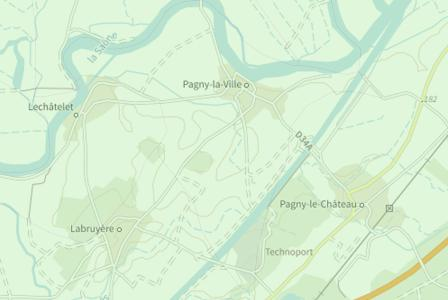 la Saône
Pagny-la-Ville
182
Lechâtelet
D34A
Pagny-le-Château
Labruyère
Technoport